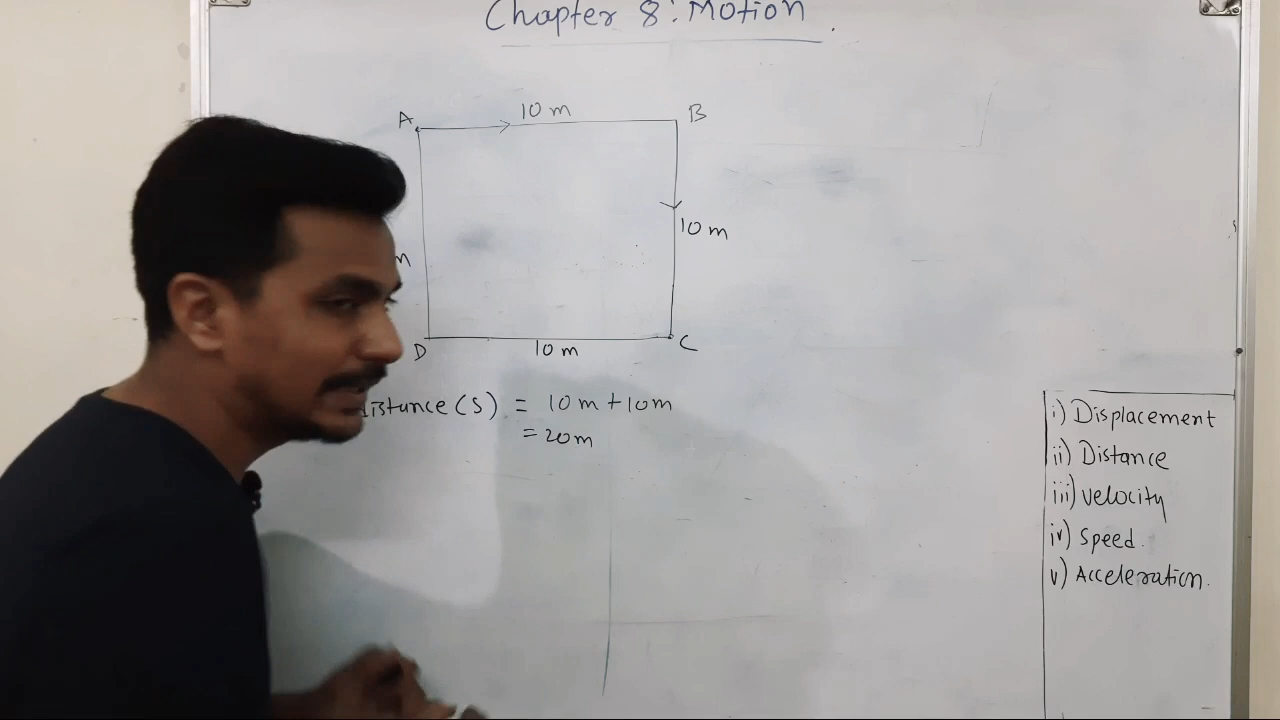 Chapter 8: Motion
A
10 m
B
10 m
m
D
10 m
C
distance (S) = 10 m + 10 m
= 20 m
i) Displacement
ii) Distance
iii) velocity
iv) Speed.
v) Acceleration.